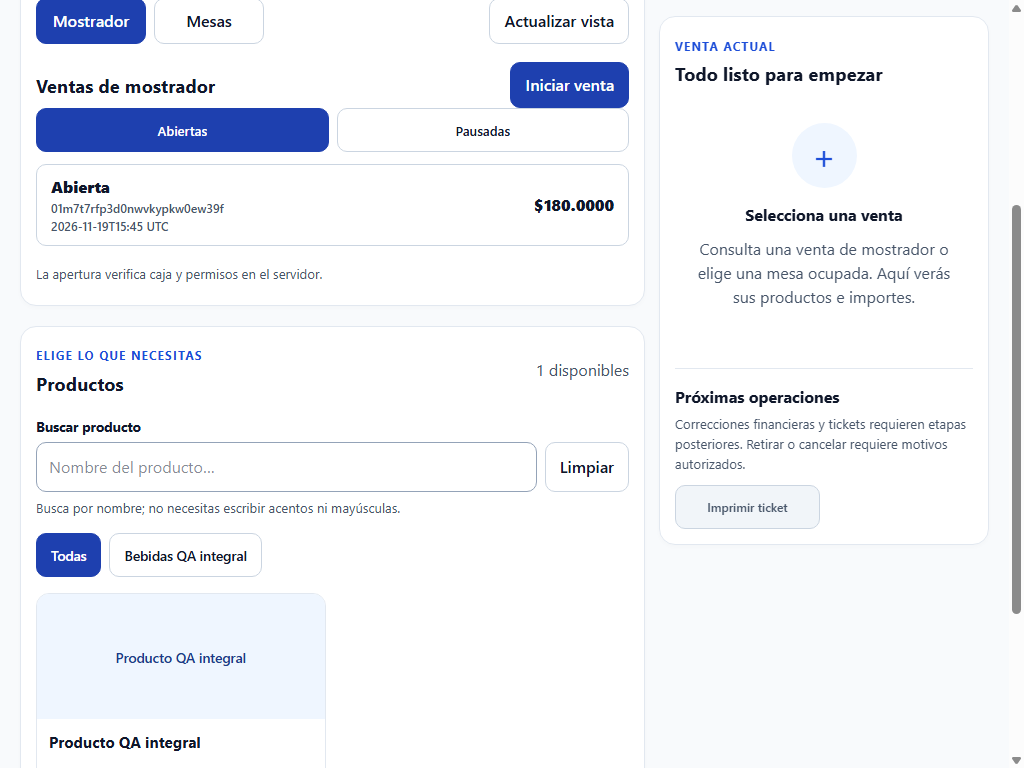 Mostrador
Mesas
Actualizar vista
Ventas de mostrador
Iniciar venta
Abiertas
Pausadas
Abierta
01m7t7rfp3d0nwvkypkw0ew39f
2026-11-19T15:45 UTC
$180.0000
La apertura verifica caja y permisos en el servidor.
ELIGE LO QUE NECESITAS
Productos
1 disponibles
Buscar producto
Nombre del producto...
Limpiar
Busca por nombre; no necesitas escribir acentos ni mayúsculas.
Todas
Bebidas QA integral
Producto QA integral
Producto QA integral
VENTA ACTUAL
Todo listo para empezar
+
Selecciona una venta
Consulta una venta de mostrador o
elige una mesa ocupada. Aquí verás
sus productos e importes.
Próximas operaciones
Correcciones financieras y tickets requieren etapas
posteriores. Retirar o cancelar requiere motivos
autorizados.
Imprimir ticket